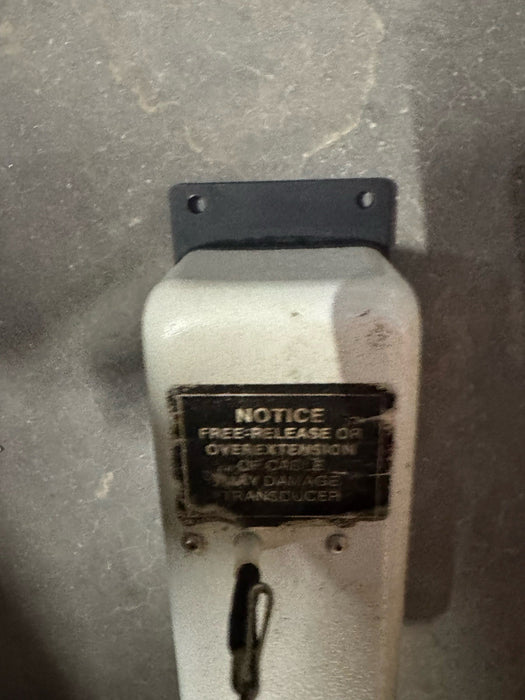 NOTICE
FREE-RELEASE OR
OVEREXTENSION
OF CABLE
MAY DAMAGE
TRANSDUCER